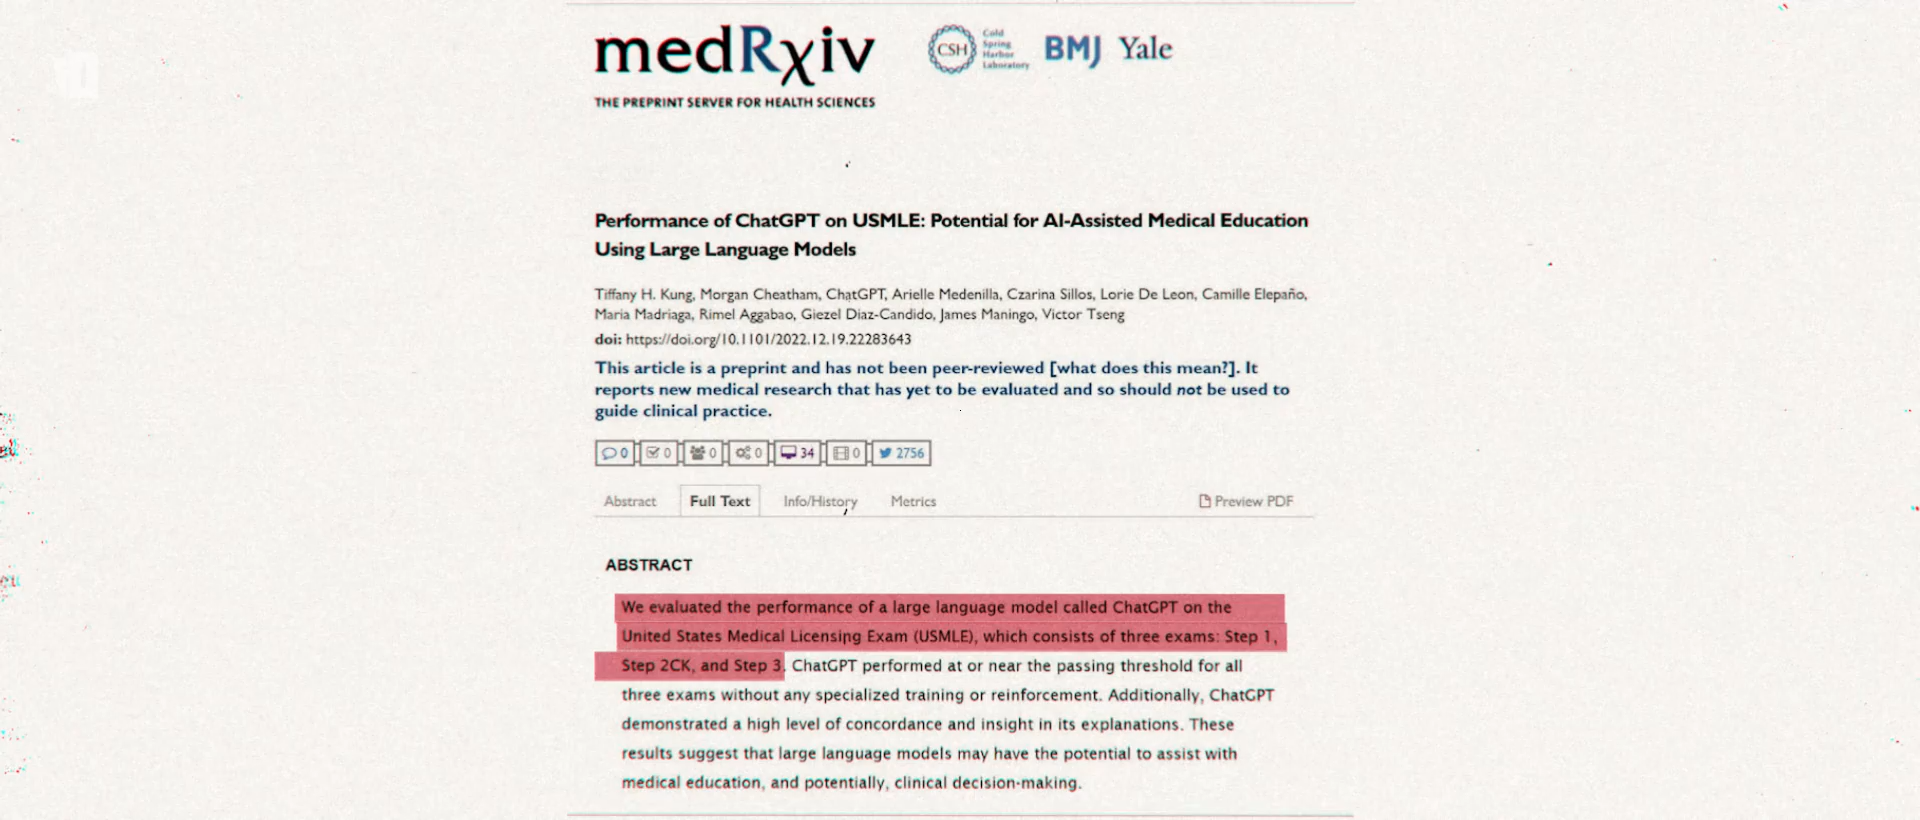 medRχiv
THE PREPRINT SERVER FOR HEALTH SCIENCES
CSH
Cold
Spring
Harbor
Laboratory
BMJ Yale
Performance of ChatGPT on USMLE: Potential for AI-Assisted Medical Education
Using Large Language Models
Tiffany H. Kung, Morgan Cheatham, ChatGPT, Arielle Medenilla, Czarina Sillos, Lorie De Leon, Camille Elepaño,
Maria Madriaga, Rimel Aggabao, Giezel Diaz-Candido, James Maningo, Victor Tseng
doi: https://doi.org/10.1101/2022.12.19.22283643
This article is a preprint and has not been peer-reviewed [what does this mean?]. It
reports new medical research that has yet to be evaluated and so should not be used to
guide clinical practice.
0 0 0 0 34 0 2756
Abstract Full Text Info/History Metrics Preview PDF
ABSTRACT
We evaluated the performance of a large language model called ChatGPT on the
United States Medical Licensing Exam (USMLE), which consists of three exams: Step 1,
Step 2CK, and Step 3. ChatGPT performed at or near the passing threshold for all
three exams without any specialized training or reinforcement. Additionally, ChatGPT
demonstrated a high level of concordance and insight in its explanations. These
results suggest that large language models may have the potential to assist with
medical education, and potentially, clinical decision-making.